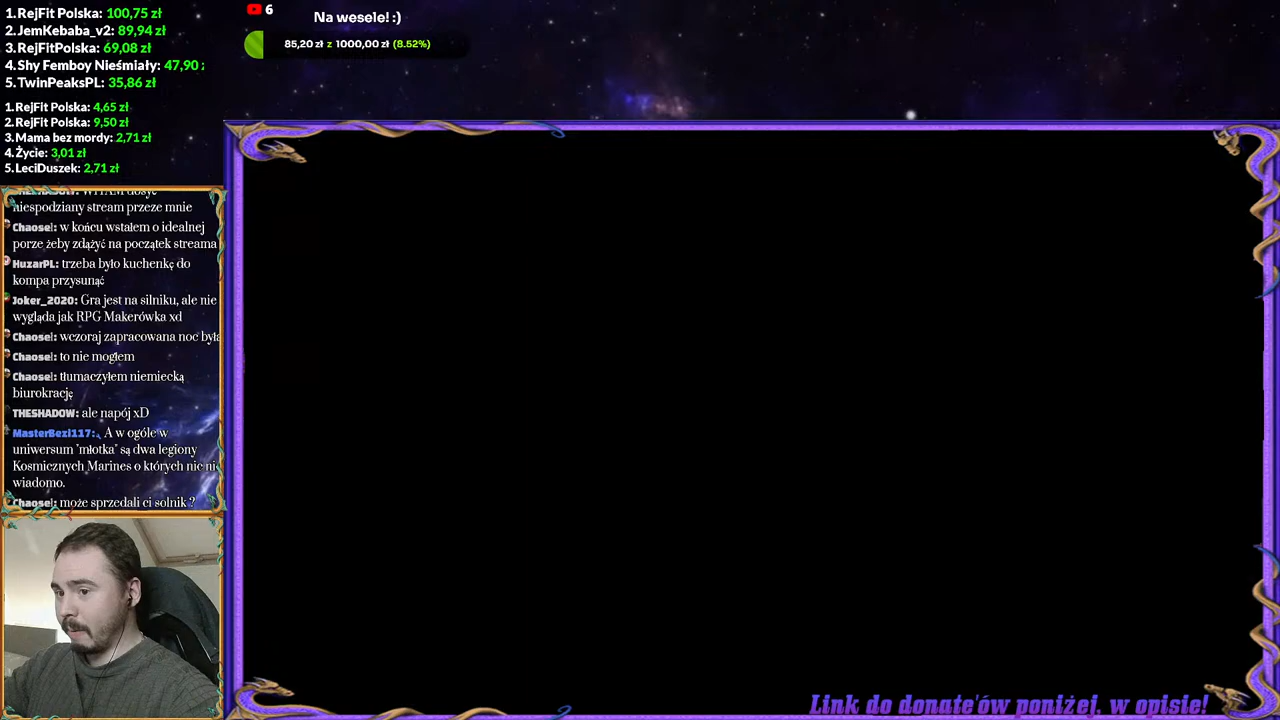 1.RejFit Polska: 100,75 zł
2.JemKebaba_v2: 89,94 zł
3.RejFitPolska: 69,08 zł
4.Shy Femboy Nieśmiały: 47,90
5.TwinPeaksPL: 35,86 zł
1.RejFit Polska: 4,65 zł
2.RejFit Polska: 9,50 zł
3.Mama bez mordy: 2,71 zł
4.Życie: 3,01 zł
5.LeciDuszek: 2,71 zł
6
Na wesele! :)
85,20 zł z 1000,00 zł (8.52%)
WITAM dosyć
niespodziany stream przeze mnie
Chaose!: w końcu wstałem o idealnej
porze żeby zdążyć na początek streama
HuzarPL: trzeba było kuchenkę do
kompa przysunąć
Joker_2020: Gra jest na silniku, ale nie
wygląda jak RPG Makerówka xd
Chaose!: wczoraj zapracowana noc była
Chaose!: to nie mogłem
Chaose!: tłumaczyłem niemiecką
biurokrację
THESHADOW: ale napój xD
MasterBezi117: A w ogóle w
uniwersum "młotka" są dwa legiony
Kosmicznych Marines o których nic ni
wiadomo.
Chaose!: może sprzedali ci solnik ?
Link do donate'ów poniżej, w opisie!